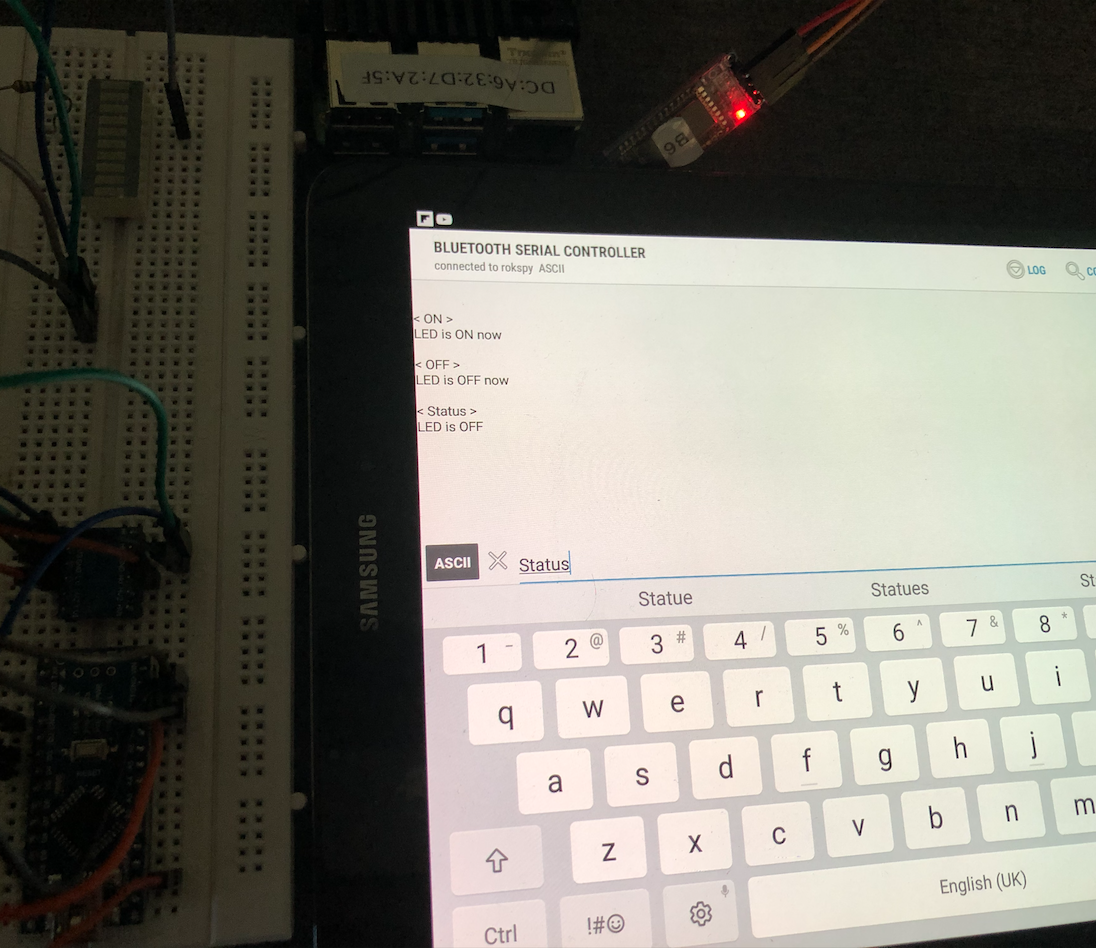 DC:A6:32:D7:2A:5F
B6
BLUETOOTH SERIAL CONTROLLER
connected to rokspy ASCII
LOG
< ON >
LED is ON now
< OFF >
LED is OFF now
< Status >
LED is OFF
SAMSUNG
ASCII Status
Statue Statues
1 - 2 @ 3 # 4 / 5 % 6 ^ 7 & 8 *
q w e r t y u i
a s d f g h j
z x c v b n m
Ctrl !#☺ English (UK)